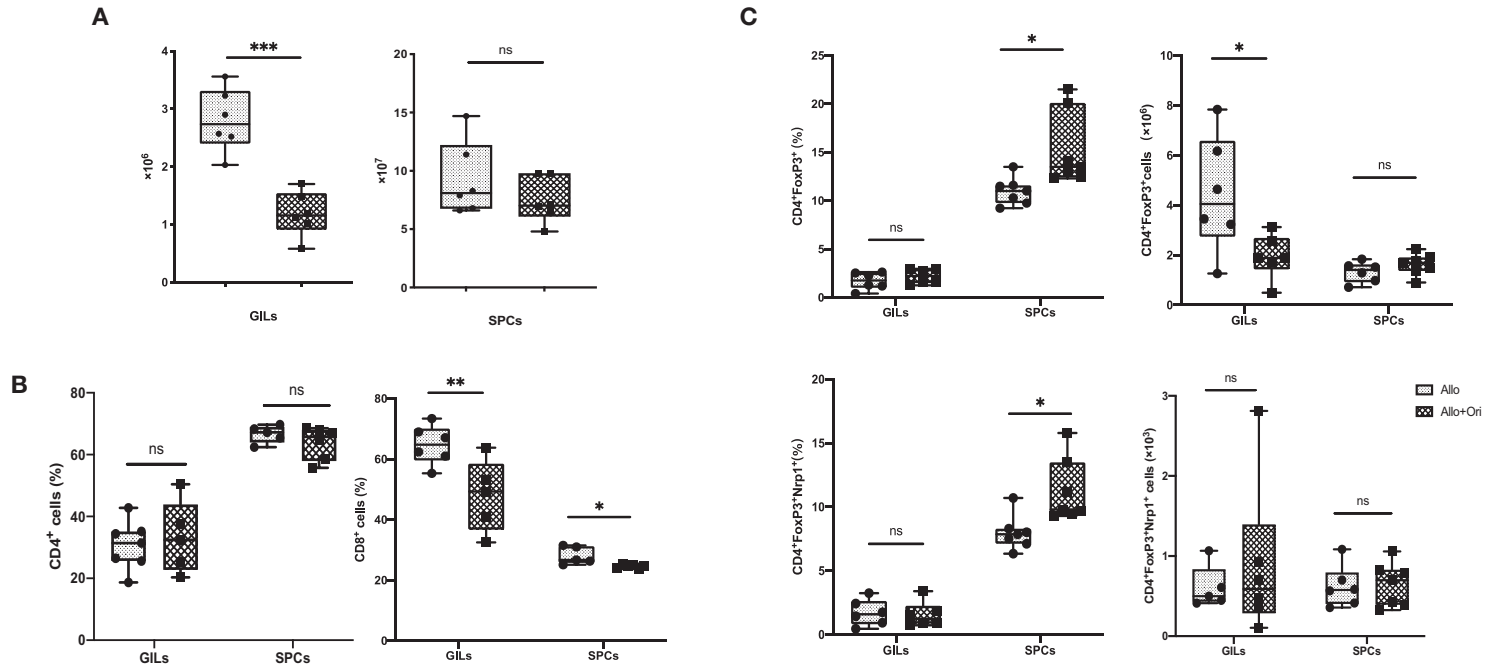 A
×10⁶
4
3
2
1
0
***
GILs
×10⁷
20
15
10
5
0
ns
SPCs
B
CD4⁺ cells (%)
80
60
40
20
0
ns
ns
GILs
SPCs
CD8⁺ cells (%)
80
60
40
20
0
**
*
GILs
SPCs
C
CD4⁺FoxP3⁺ (%)
25
20
15
10
5
0
ns
*
GILs
SPCs
CD4⁺FoxP3⁺cells (×10⁶)
10
8
6
4
2
0
*
ns
GILs
SPCs
CD4⁺FoxP3⁺Nrp1⁺(%)
20
15
10
5
0
ns
*
GILs
SPCs
CD4⁺FoxP3⁺Nrp1⁺ cells (×10³)
3
2
1
0
ns
ns
GILs
SPCs
Allo
Allo+Ori